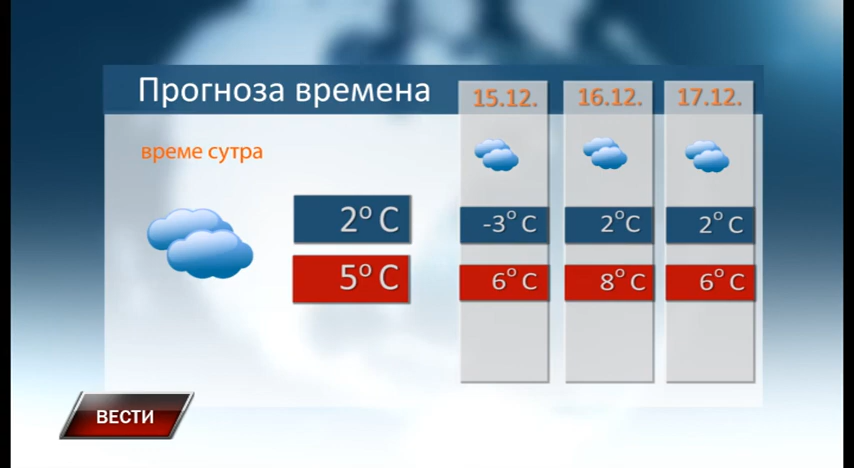 Прогноза времена
време сутра
2° C
5° C
15.12.
-3° C
6° C
16.12.
2°C
8° C
17.12.
2° C
6° C
ВЕСТИ